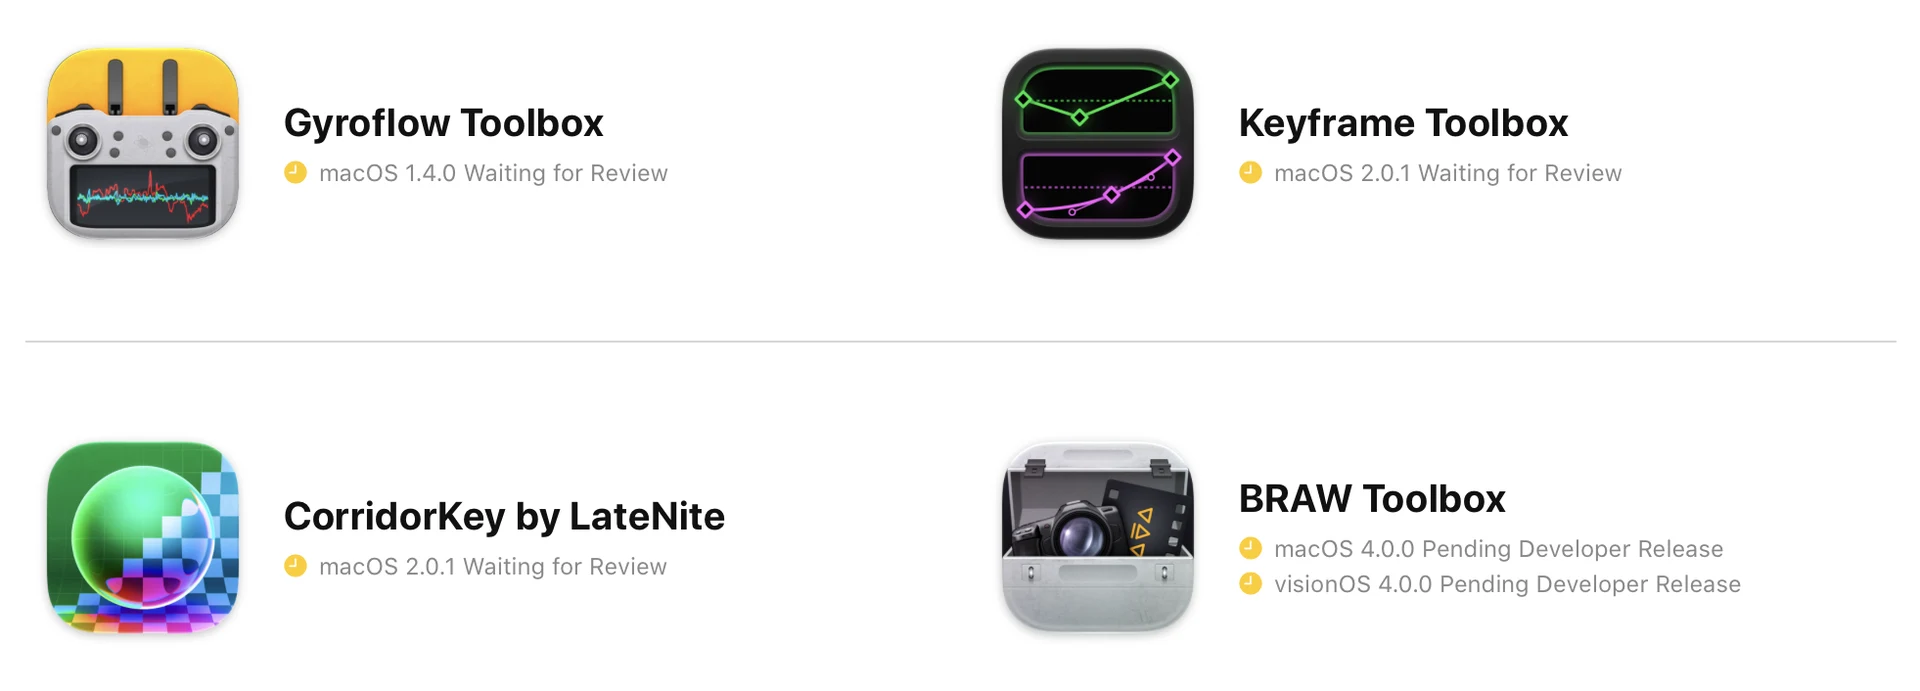 Gyroflow Toolbox
macOS 1.4.0 Waiting for Review
Keyframe Toolbox
macOS 2.0.1 Waiting for Review
CorridorKey by LateNite
macOS 2.0.1 Waiting for Review
BRAW Toolbox
macOS 4.0.0 Pending Developer Release
visionOS 4.0.0 Pending Developer Release